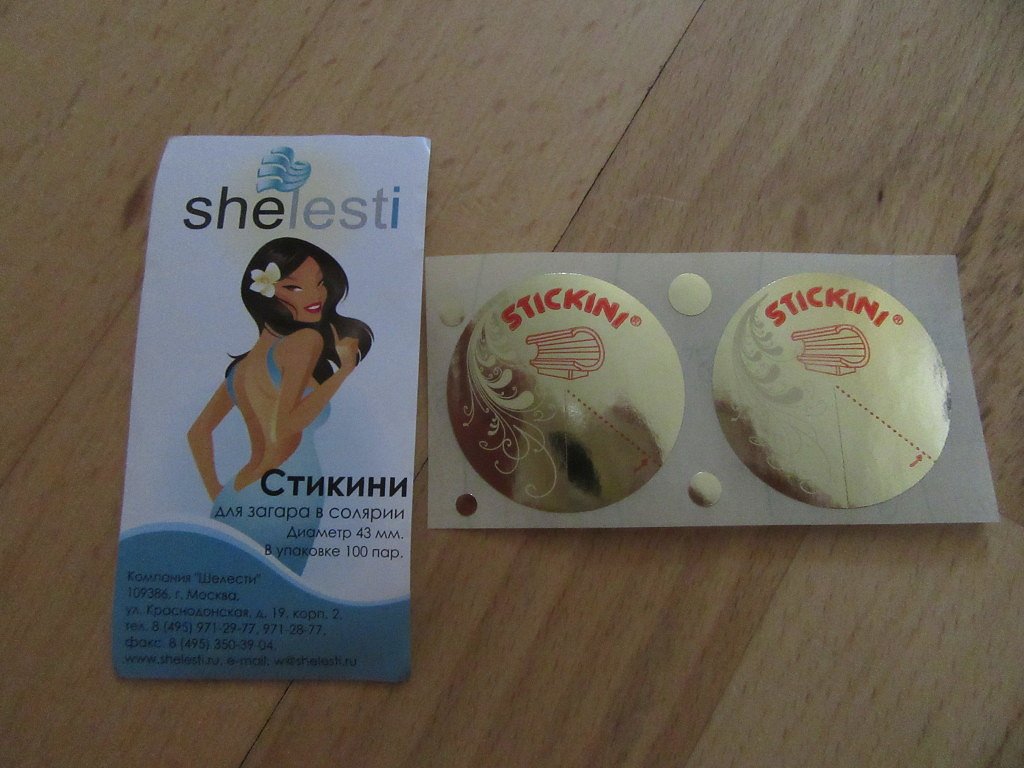 shelesti
Стикини
для загара в солярии
Диаметр 43 мм.
В упаковке 100 пар.
Компания "Шелести"
109386, г. Москва,
ул. Краснодонская, д. 19, корп. 2,
тел. 8 (495) 971-29-77, 971-28-77,
факс. 8 (495) 350-39-04,
www.shelesti.ru, e-mail: w@shelesti.ru
STICKINI®
STICKINI®